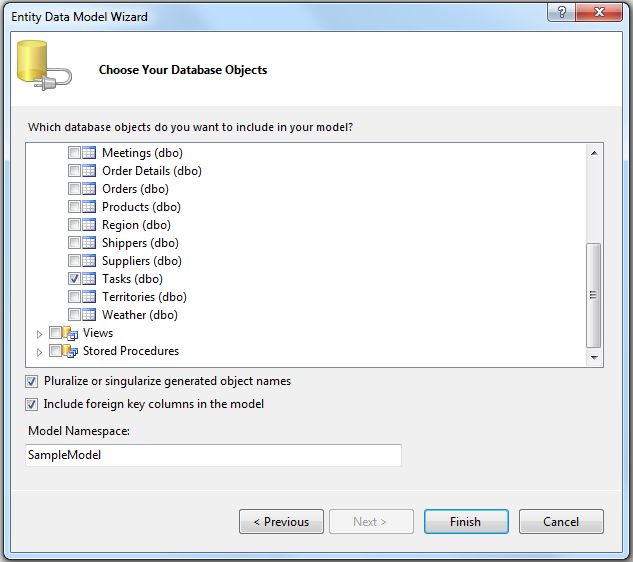 Entity Data Model Wizard
Choose Your Database Objects
Which database objects do you want to include in your model?
Meetings (dbo)
Order Details (dbo)
Orders (dbo)
Products (dbo)
Region (dbo)
Shippers (dbo)
Suppliers (dbo)
Tasks (dbo)
Territories (dbo)
Weather (dbo)
Views
Stored Procedures
Pluralize or singularize generated object names
Include foreign key columns in the model
Model Namespace:
SampleModel
< Previous
Next >
Finish
Cancel